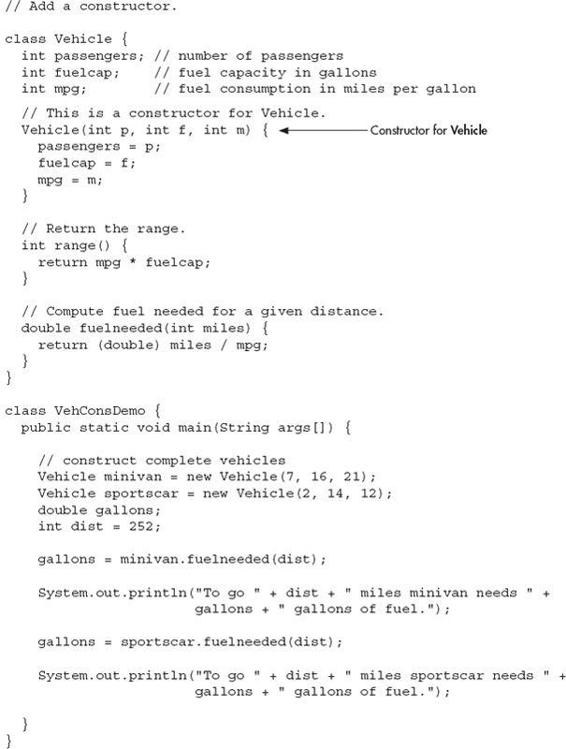 // Add a constructor.

class Vehicle {
  int passengers; // number of passengers
  int fuelcap;    // fuel capacity in gallons
  int mpg;        // fuel consumption in miles per gallon

  // This is a constructor for Vehicle.
  Vehicle(int p, int f, int m) { Constructor for Vehicle
    passengers = p;
    fuelcap = f;
    mpg = m;
  }

  // Return the range.
  int range() {
    return mpg * fuelcap;
  }

  // Compute fuel needed for a given distance.
  double fuelneeded(int miles) {
    return (double) miles / mpg;
  }
}

class VehConsDemo {
  public static void main(String args[]) {

    // construct complete vehicles
    Vehicle minivan = new Vehicle(7, 16, 21);
    Vehicle sportscar = new Vehicle(2, 14, 12);
    double gallons;
    int dist = 252;

    gallons = minivan.fuelneeded(dist);

    System.out.println("To go " + dist + " miles minivan needs " +
                       gallons + " gallons of fuel.");

    gallons = sportscar.fuelneeded(dist);

    System.out.println("To go " + dist + " miles sportscar needs " +
                       gallons + " gallons of fuel.");

  }
}